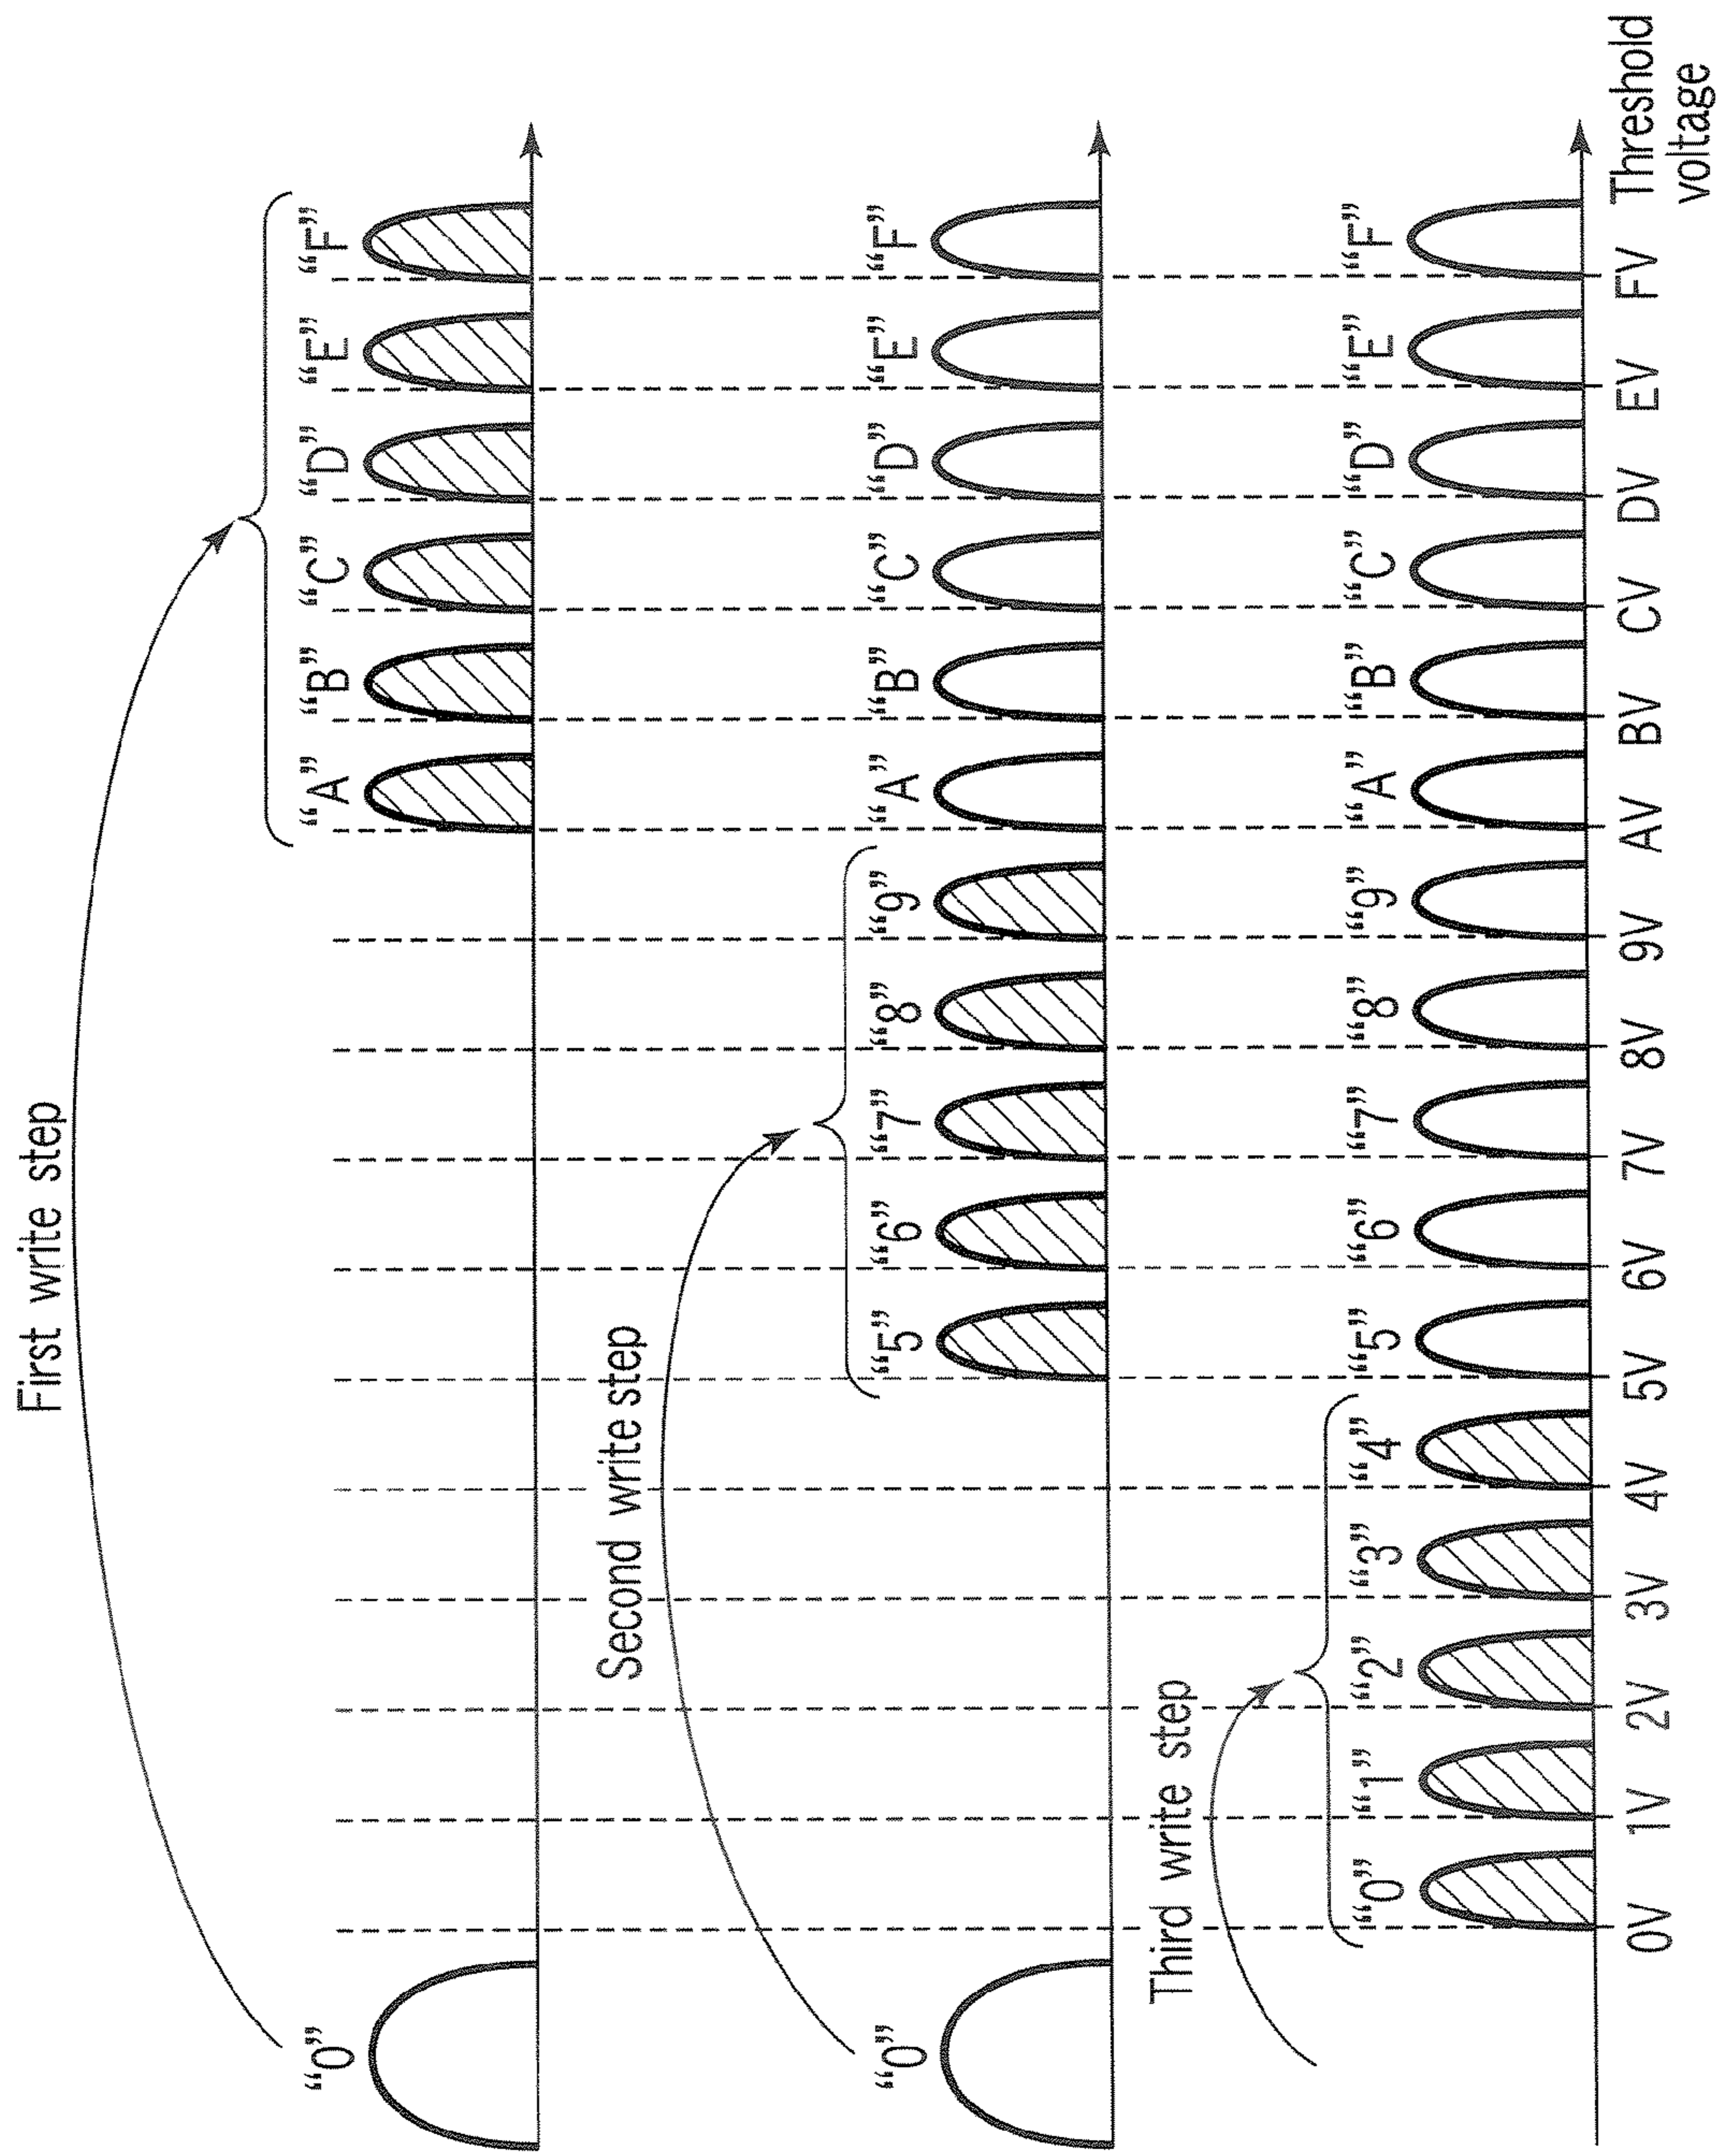 First write step
“0” “A” “B” “C” “D” “E” “F”
Second write step
“0” “5” “6” “7” “8” “9” “A” “B” “C” “D” “E” “F”
Third write step
“0” “1” “2” “3” “4” “5” “6” “7” “8” “9” “A” “B” “C” “D” “E” “F”
0V 1V 2V 3V 4V 5V 6V 7V 8V 9V AV BV CV DV EV FV Threshold
voltage